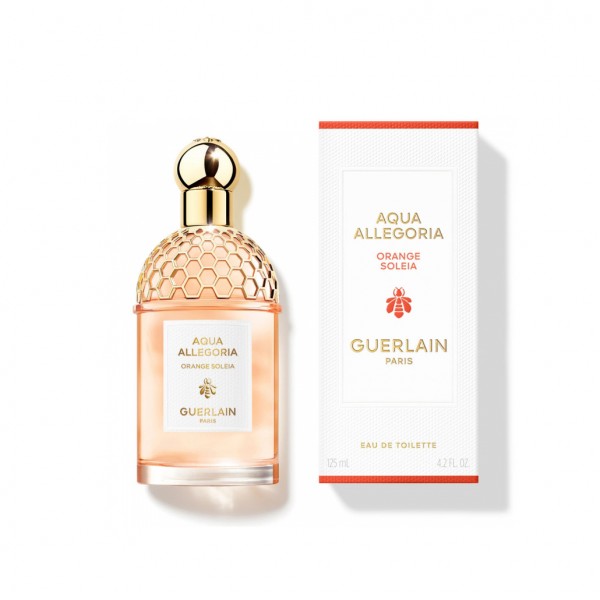 AQUA
ALLEGORIA
ORANGE SOLEIA
GUERLAIN
PARIS
AQUA
ALLEGORIA
ORANGE
SOLEIA
GUERLAIN
PARIS
EAU DE TOILETTE
125 mL
4.2 FL. OZ.